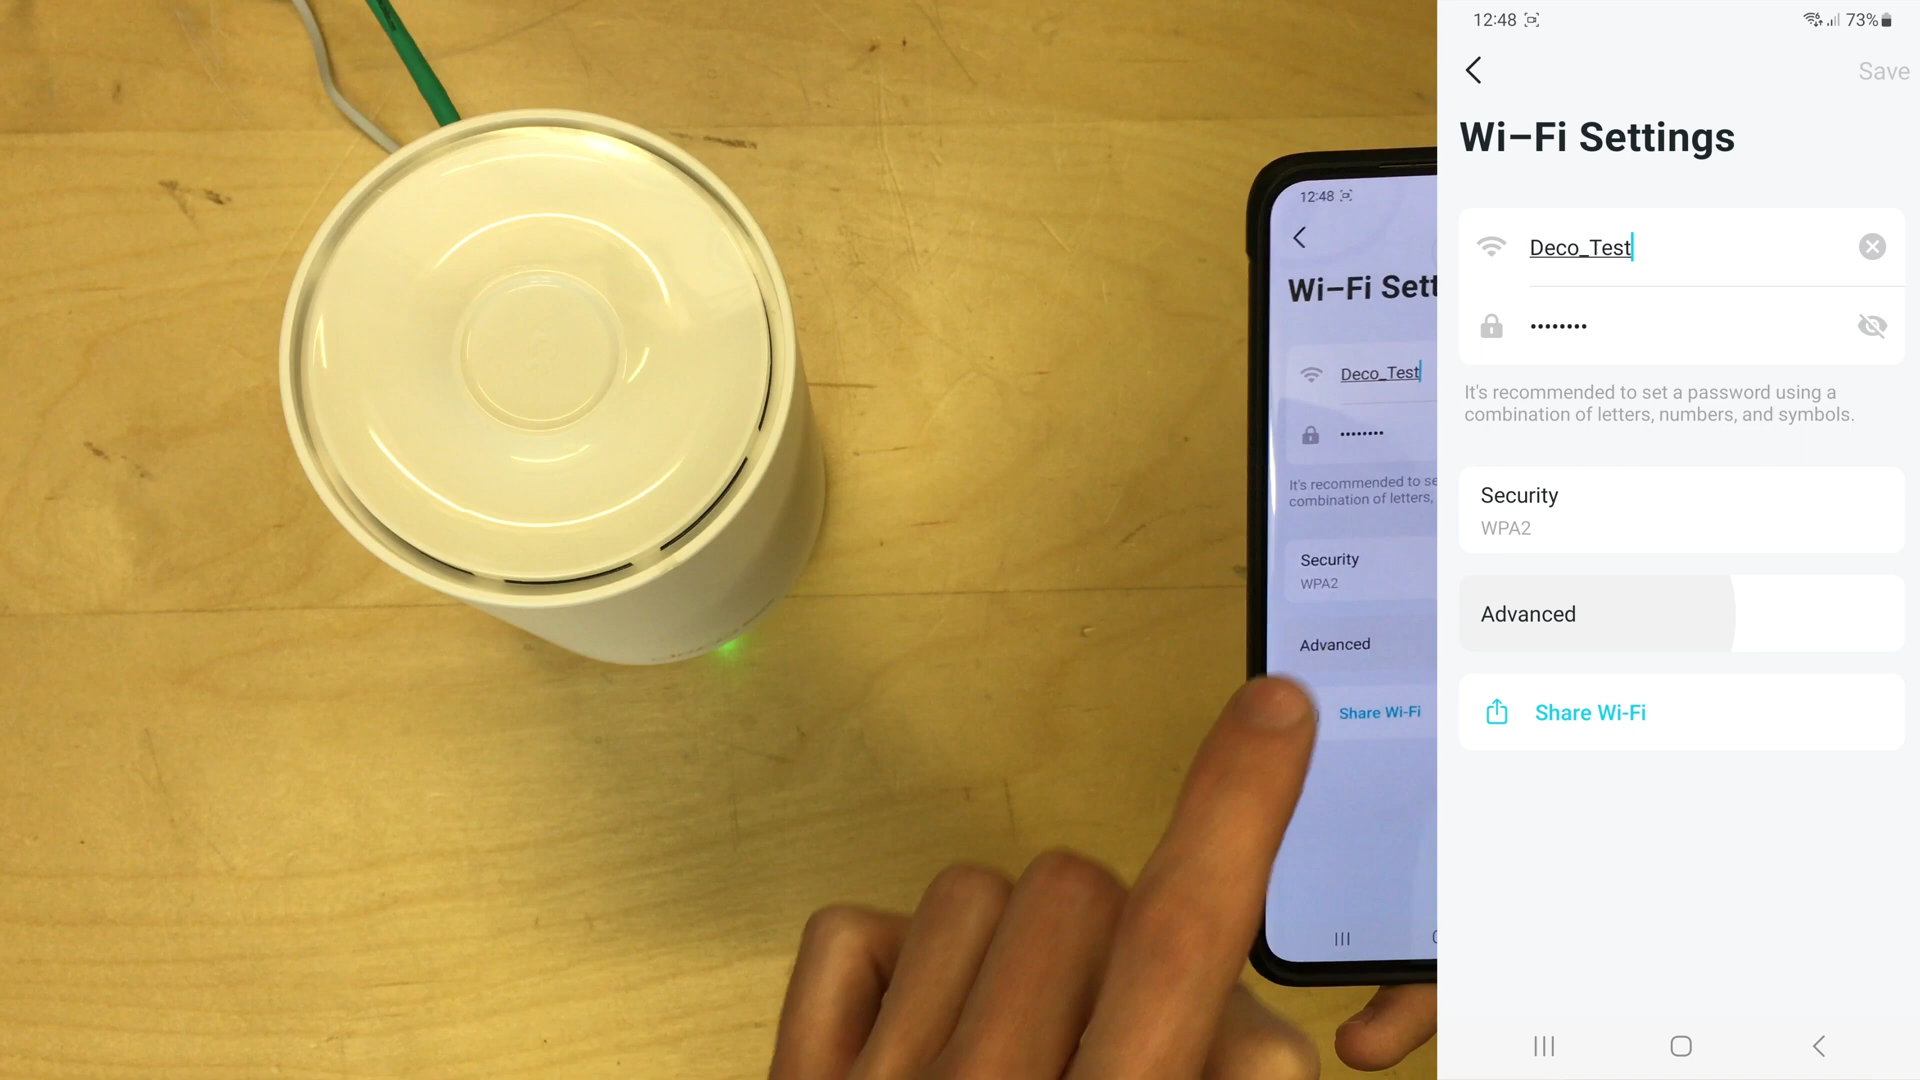 12:48
Wi-Fi Sett
Deco_Test
••••••••
It's recommended to se
combination of letters,
Security
WPA2
Advanced
Share Wi-Fi
12:48
73%
Save
Wi-Fi Settings
Deco_Test
••••••••
It's recommended to set a password using a
combination of letters, numbers, and symbols.
Security
WPA2
Advanced
Share Wi-Fi